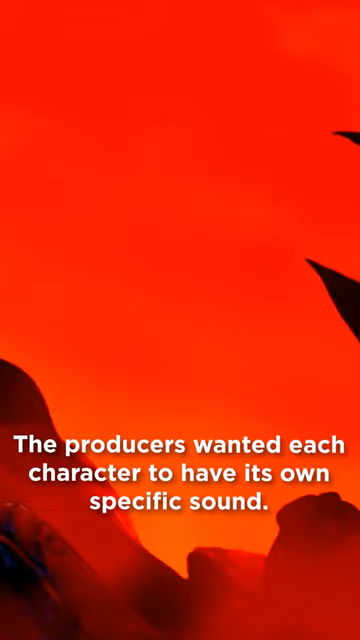 The producers wanted each
character to have its own
specific sound.